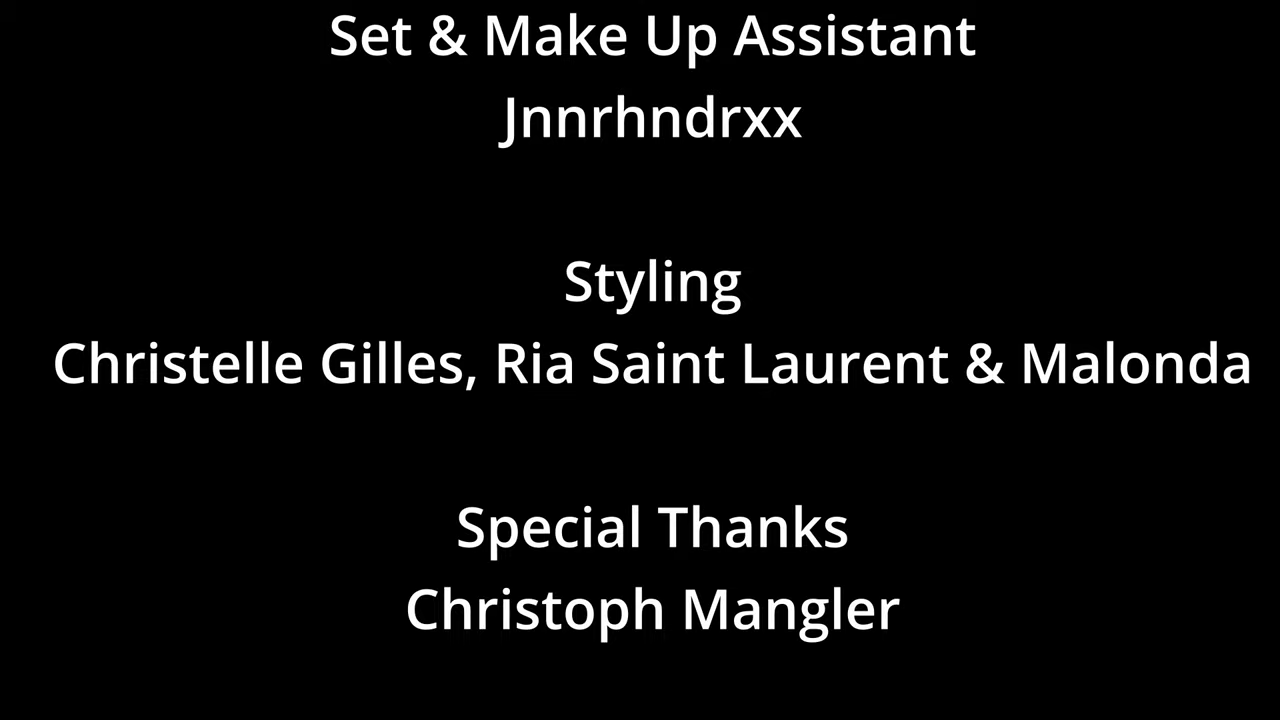 Set & Make Up Assistant
Jnnrhndrxx
Styling
Christelle Gilles, Ria Saint Laurent & Malonda
Special Thanks
Christoph Mangler